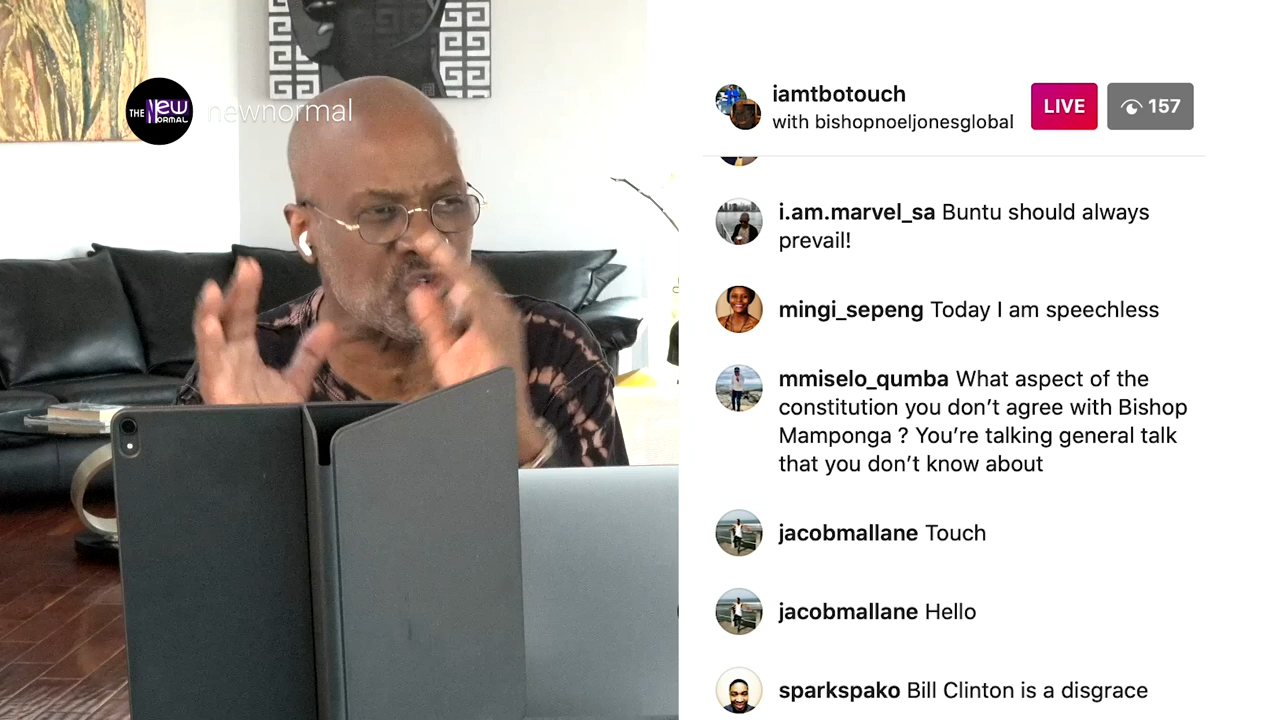 THE New NORMAL
newnormal
iamtbotouch
with bishopnoeljonesglobal
LIVE
157
i.am.marvel_sa Buntu should always
prevail!
mingi_sepeng Today I am speechless
mmiselo_qumba What aspect of the
constitution you don’t agree with Bishop
Mamponga ? You’re talking general talk
that you don’t know about
jacobmallane Touch
jacobmallane Hello
sparkspako Bill Clinton is a disgrace